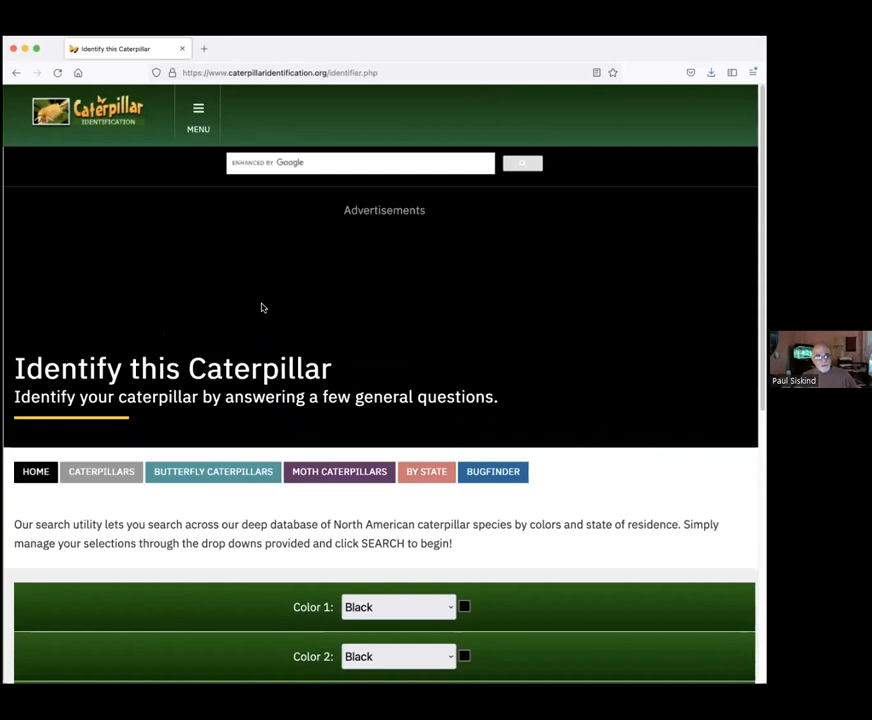 Identify this Caterpillar
https://www.caterpillaridentification.org/identifier.php
Caterpillar
IDENTIFICATION
MENU
ENHANCED BY Google
Advertisements
Identify this Caterpillar
Identify your caterpillar by answering a few general questions.
Paul Siskind
HOME CATERPILLARS BUTTERFLY CATERPILLARS MOTH CATERPILLARS BY STATE BUGFINDER
Our search utility lets you search across our deep database of North American caterpillar species by colors and state of residence. Simply
manage your selections through the drop downs provided and click SEARCH to begin!
Color 1: Black
Color 2: Black